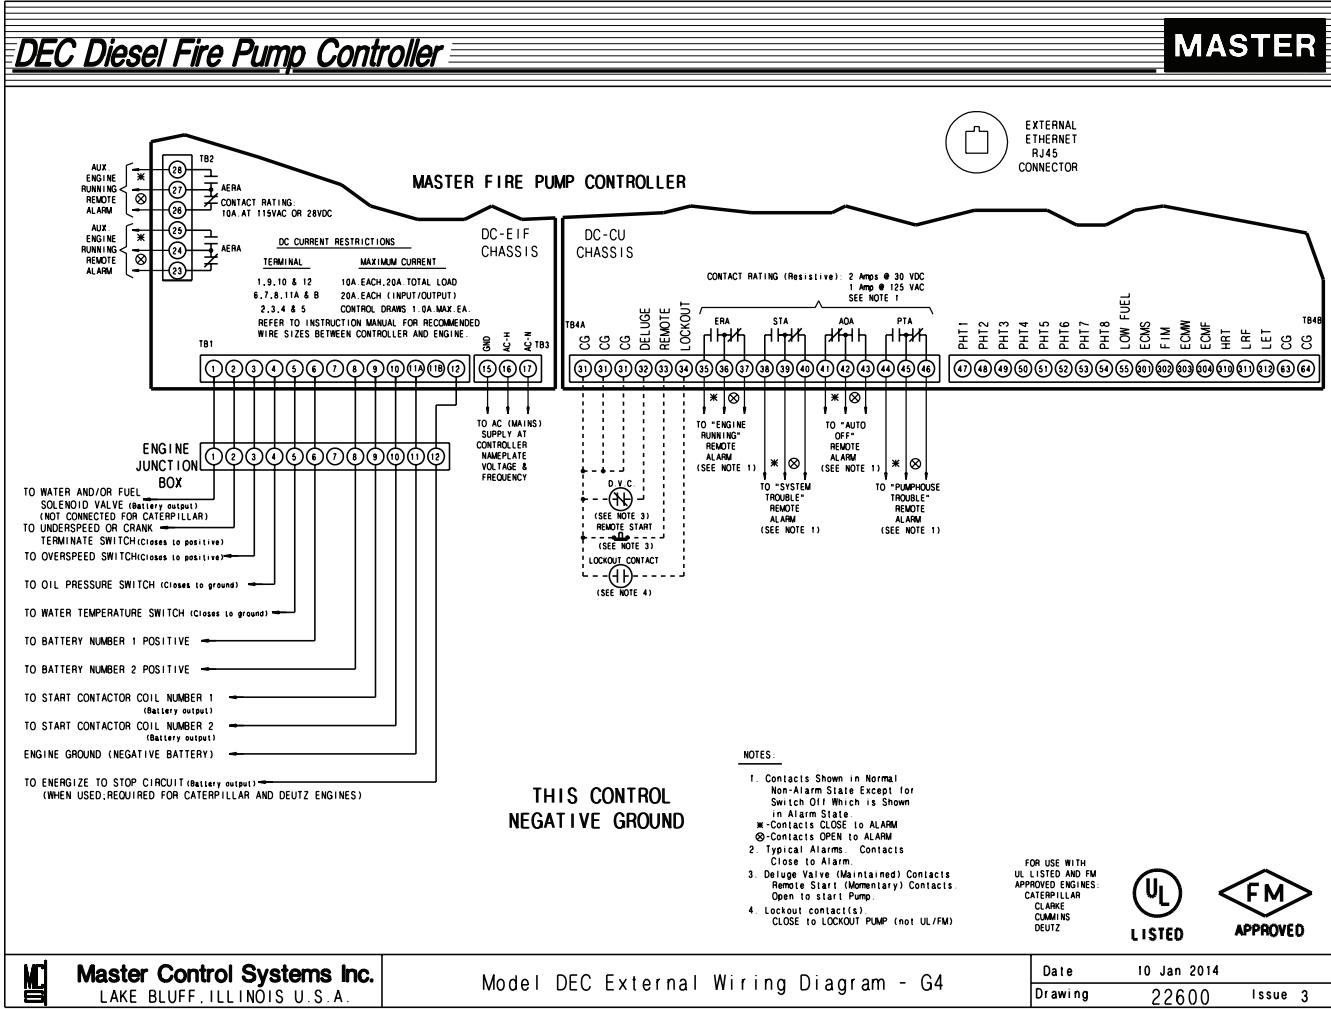 DEC Diesel Fire Pump Controller
MASTER
EXTERNAL
ETHERNET
RJ45
CONNECTOR
MASTER FIRE PUMP CONTROLLER
TB2
AUX.
ENGINE
RUNNING
REMOTE
ALARM
28
27
26
AERA
CONTACT RATING:
10A.AT 115VAC OR 28VDC
AUX.
ENGINE
RUNNING
REMOTE
ALARM
25
24
23
AERA
DC CURRENT RESTRICTIONS
TERMINAL MAXIMUM CURRENT
1,9,10 & 12 10A.EACH,20A.TOTAL LOAD
6,7,8,11A & B 20A.EACH (INPUT/OUTPUT)
2,3,4 & 5 CONTROL DRAWS 1.0A.MAX.EA.
REFER TO INSTRUCTION MANUAL FOR RECOMMENDED
WIRE SIZES BETWEEN CONTROLLER AND ENGINE.
DC-EIF
CHASSIS
DC-CU
CHASSIS
CONTACT RATING (Resistive): 2 Amps @ 30 VDC
1 Amp @ 125 VAC
SEE NOTE 1
TB1
1 2 3 4 5 6 7 8 9 10 11A 11B 12
GND AC-H AC-N
TB3
15 16 17
TB4A
CG CG CG DELUGE REMOTE LOCKOUT
ERA STA AOA PTA
31 31 31 32 33 34 35 36 37 38 39 40 41 42 43 44 45 46
PHT1 PHT2 PHT3 PHT4 PHT5 PHT6 PHT7 PHT8 LOW FUEL ECMS FIM ECMW ECMF HRT LRF LET CG CG
TB4B
47 48 49 50 51 52 53 54 55 301 302 303 304 310 311 312 63 64
TO AC (MAINS)
SUPPLY AT
CONTROLLER
NAMEPLATE
VOLTAGE &
FREQUENCY
TO "ENGINE
RUNNING"
REMOTE
ALARM
(SEE NOTE 1)
TO "SYSTEM
TROUBLE"
REMOTE
ALARM
(SEE NOTE 1)
TO "AUTO
OFF"
REMOTE
ALARM
(SEE NOTE 1)
TO "PUMPHOUSE
TROUBLE"
REMOTE
ALARM
(SEE NOTE 1)
D.V.C.
(SEE NOTE 3)
REMOTE START
(SEE NOTE 3)
LOCKOUT CONTACT
(SEE NOTE 4)
ENGINE
JUNCTION
BOX
1 2 3 4 5 6 7 8 9 10 11 12
TO WATER AND/OR FUEL
SOLENOID VALVE (Battery output)
(NOT CONNECTED FOR CATERPILLAR)
TO UNDERSPEED OR CRANK
TERMINATE SWITCH(Closes to positive)
TO OVERSPEED SWITCH(Closes to positive)
TO OIL PRESSURE SWITCH (Closes to ground)
TO WATER TEMPERATURE SWITCH (Closes to ground)
TO BATTERY NUMBER 1 POSITIVE
TO BATTERY NUMBER 2 POSITIVE
TO START CONTACTOR COIL NUMBER 1
(Battery output)
TO START CONTACTOR COIL NUMBER 2
(Battery output)
ENGINE GROUND (NEGATIVE BATTERY)
TO ENERGIZE TO STOP CIRCUIT (Battery output)
(WHEN USED;REQUIRED FOR CATERPILLAR AND DEUTZ ENGINES)
THIS CONTROL
NEGATIVE GROUND
NOTES:
1. Contacts Shown in Normal
Non-Alarm State Except for
Switch Off Which is Shown
in Alarm State.
-Contacts CLOSE to ALARM
-Contacts OPEN to ALARM
2. Typical Alarms. Contacts
Close to Alarm.
3. Deluge Valve (Maintained) Contacts
Remote Start (Momentary) Contacts.
Open to start Pump.
4. Lockout contact(s).
CLOSE to LOCKOUT PUMP (not UL/FM)
FOR USE WITH
UL LISTED AND FM
APPROVED ENGINES:
CATERPILLAR
CLARKE
CUMMINS
DEUTZ
UL
LISTED
FM
APPROVED
MCS
Master Control Systems Inc.
LAKE BLUFF, ILLINOIS U.S.A.
Model DEC External Wiring Diagram - G4
Date 10 Jan 2014
Drawing 22600 Issue 3